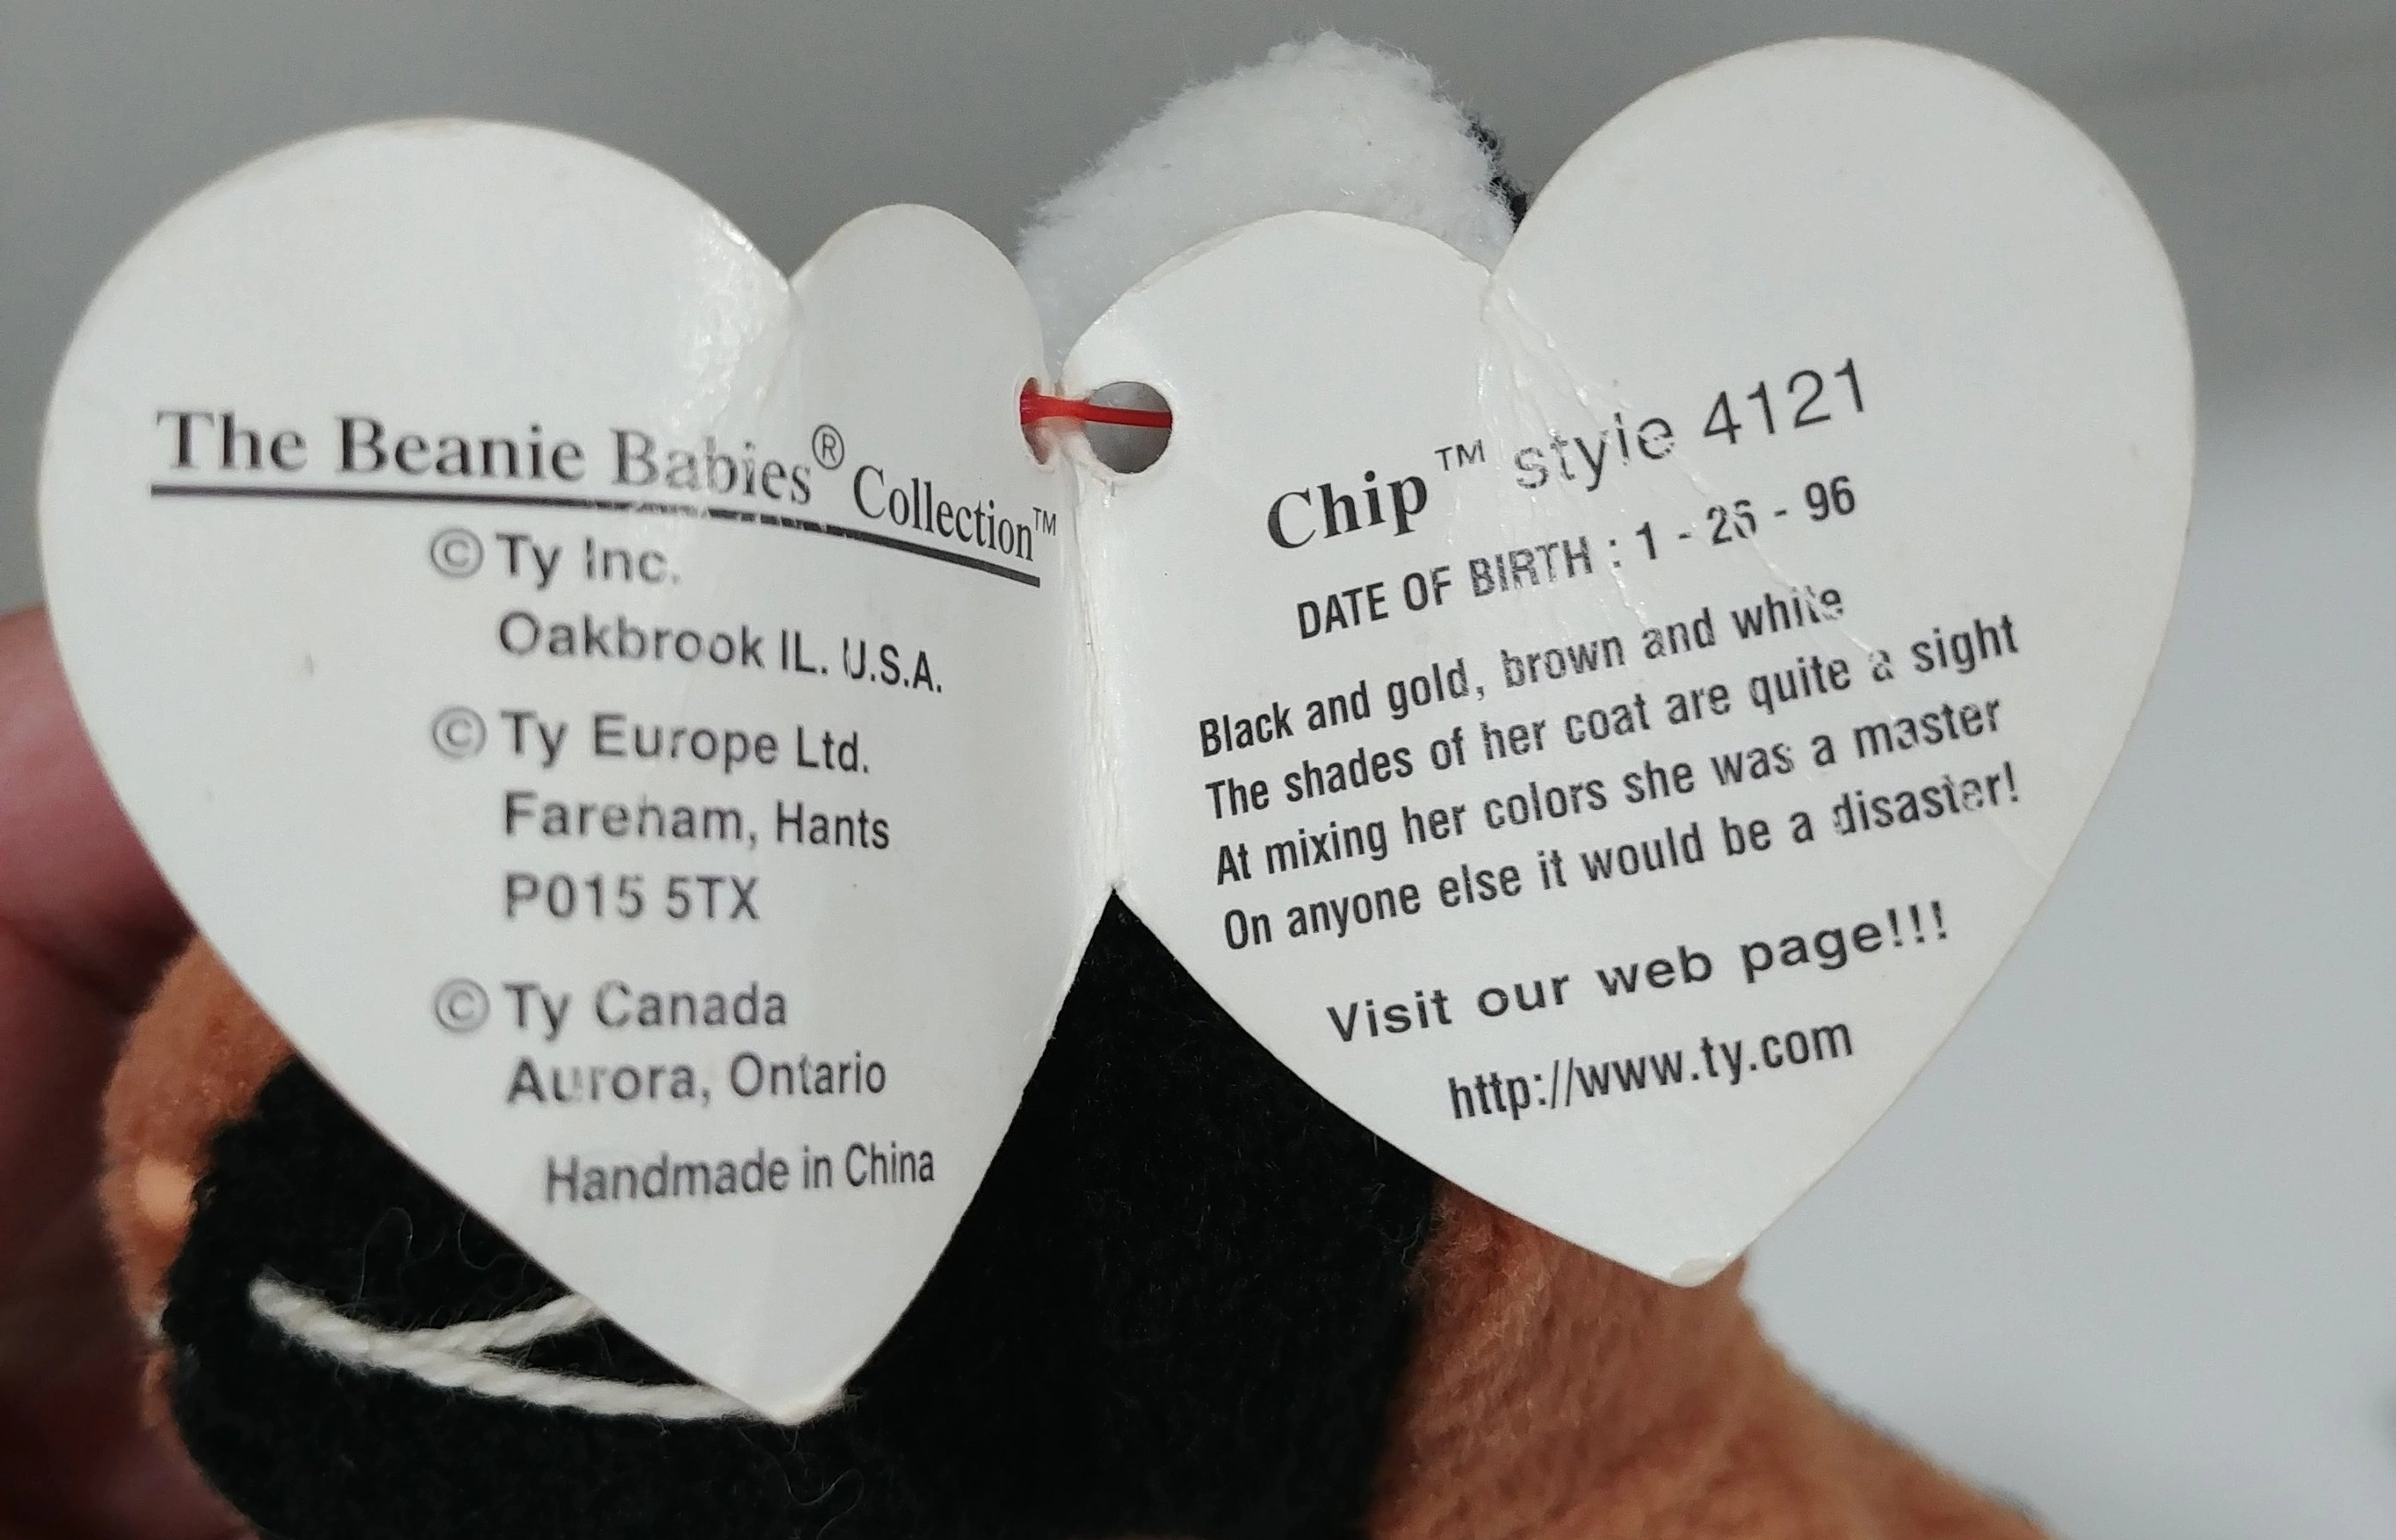 The Beanie Babies® Collection™
© Ty Inc.
Oakbrook IL. U.S.A.
© Ty Europe Ltd.
Fareham, Hants
P015 5TX
© Ty Canada
Aurora, Ontario
Handmade in China
Chip™ style 4121
DATE OF BIRTH : 1 - 26 - 96
Black and gold, brown and white
The shades of her coat are quite a sight
At mixing her colors she was a master
On anyone else it would be a disaster!
Visit our web page!!!
http://www.ty.com